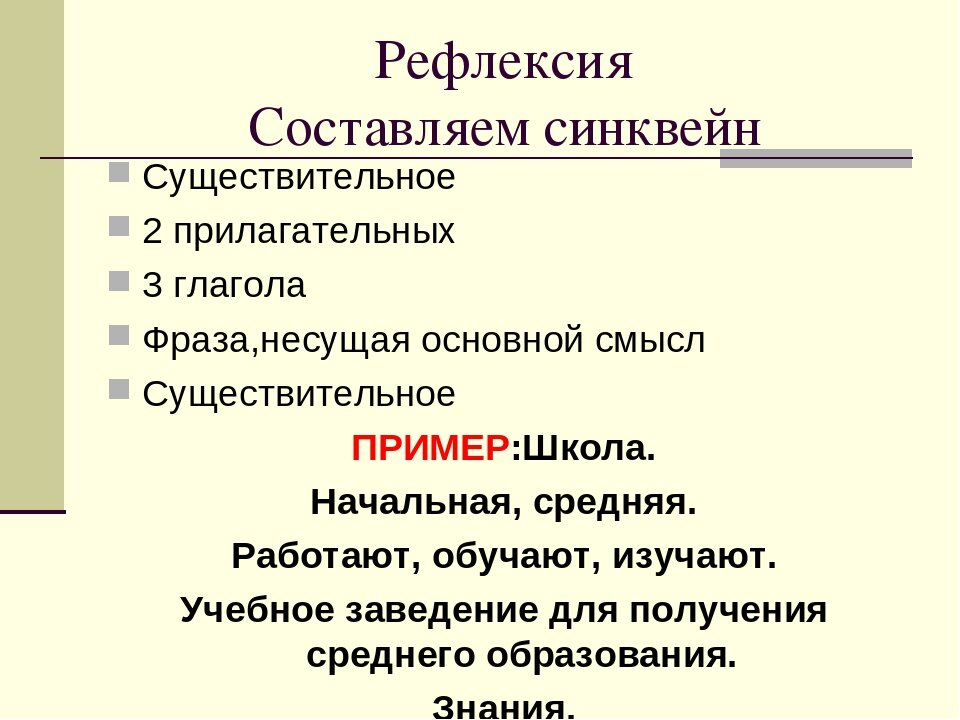 Рефлексия
Составляем синквейн
Существительное
2 прилагательных
3 глагола
Фраза,несущая основной смысл
Существительное
ПРИМЕР:Школа.
Начальная, средняя.
Работают, обучают, изучают.
Учебное заведение для получения
среднего образования.
Знания.